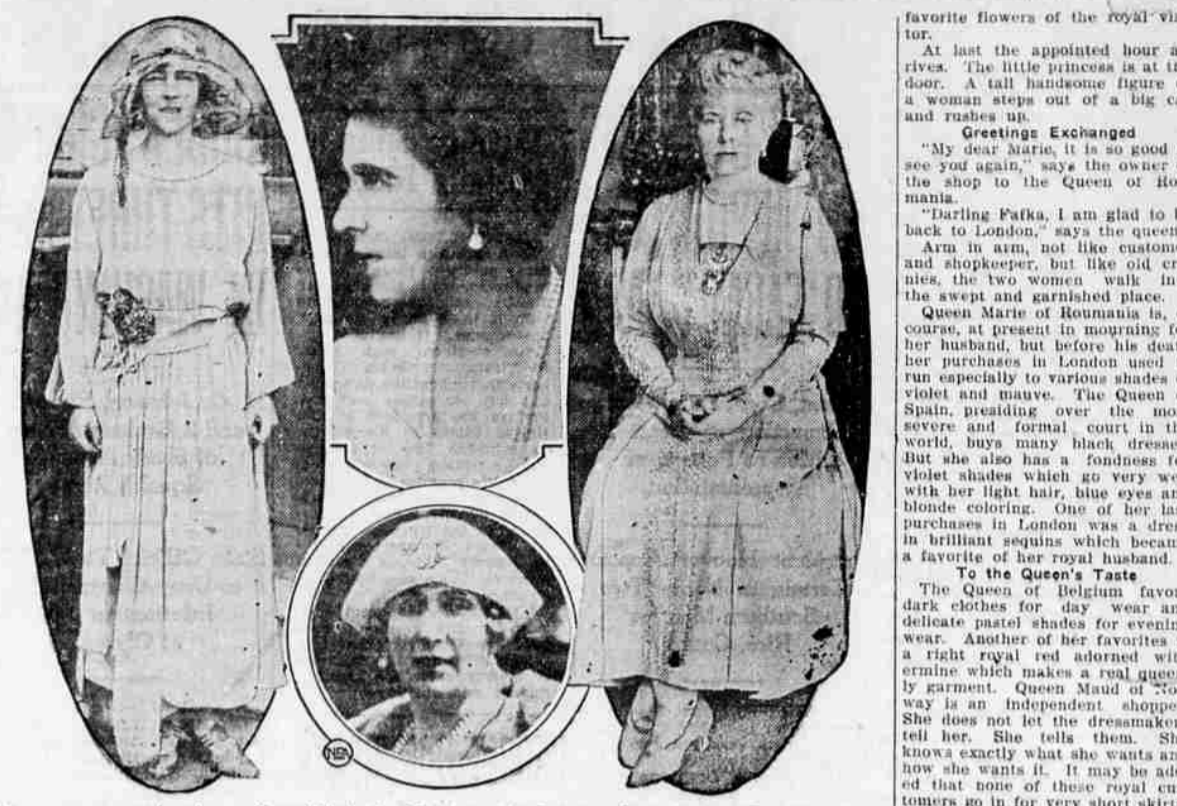 favorite flowers of the royal vis
tor.
At last the appointed hour a
rives. The little princess is at th
door. A tall handsome figure
a woman steps out of a big ca
and rushes up.
Greetings Exchanged
"My dear Marie, it is so good
see you again," says the owner
the shop to the Queen of Rou
mania.
"Darling Fafka, I am glad to b
back to London," says the queen
Arm in arm, not like custome
and shopkeeper, but like old cro
nies, the two women walk in
the swept and garnished place.
Queen Marie of Roumania is,
course, at present in mourning fo
her husband, but before his deat
her purchases in London used
run especially to various shades
violet and mauve. The Queen
Spain, presiding over the mos
severe and formal court in th
world, buys many black dresse
But she also has a fondness fo
violet shades which go very we
with her light hair, blue eyes an
blonde coloring. One of her las
purchases in London was a dres
in brilliant sequins which becam
a favorite of her royal husband.
To the Queen's Taste
The Queen of Belgium favor
dark clothes for day wear an
delicate pastel shades for evenin
wear. Another of her favorites
a right royal red adorned wit
ermine which makes a real queen
ly garment. Queen Maud of Nor
way is an independent shoppe
She does not let the dressmaker
tell her. She tells them. Sh
knows exactly what she wants an
how she wants it. It may be add
ed that none of these royal cus
tomers go in for very short skirt
NEA